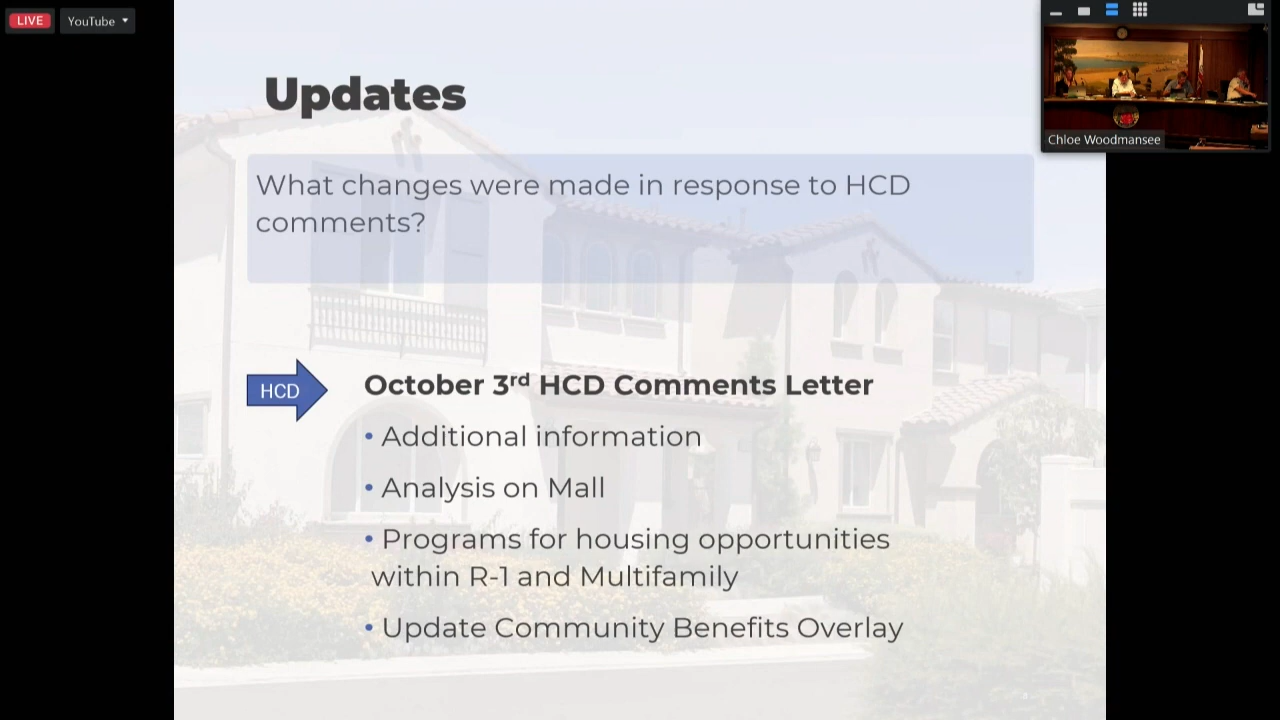 LIVE
YouTube
Chloe Woodmansee
Updates
What changes were made in response to HCD
comments?
HCD
October 3rd HCD Comments Letter
• Additional information
• Analysis on Mall
• Programs for housing opportunities
within R-1 and Multifamily
• Update Community Benefits Overlay